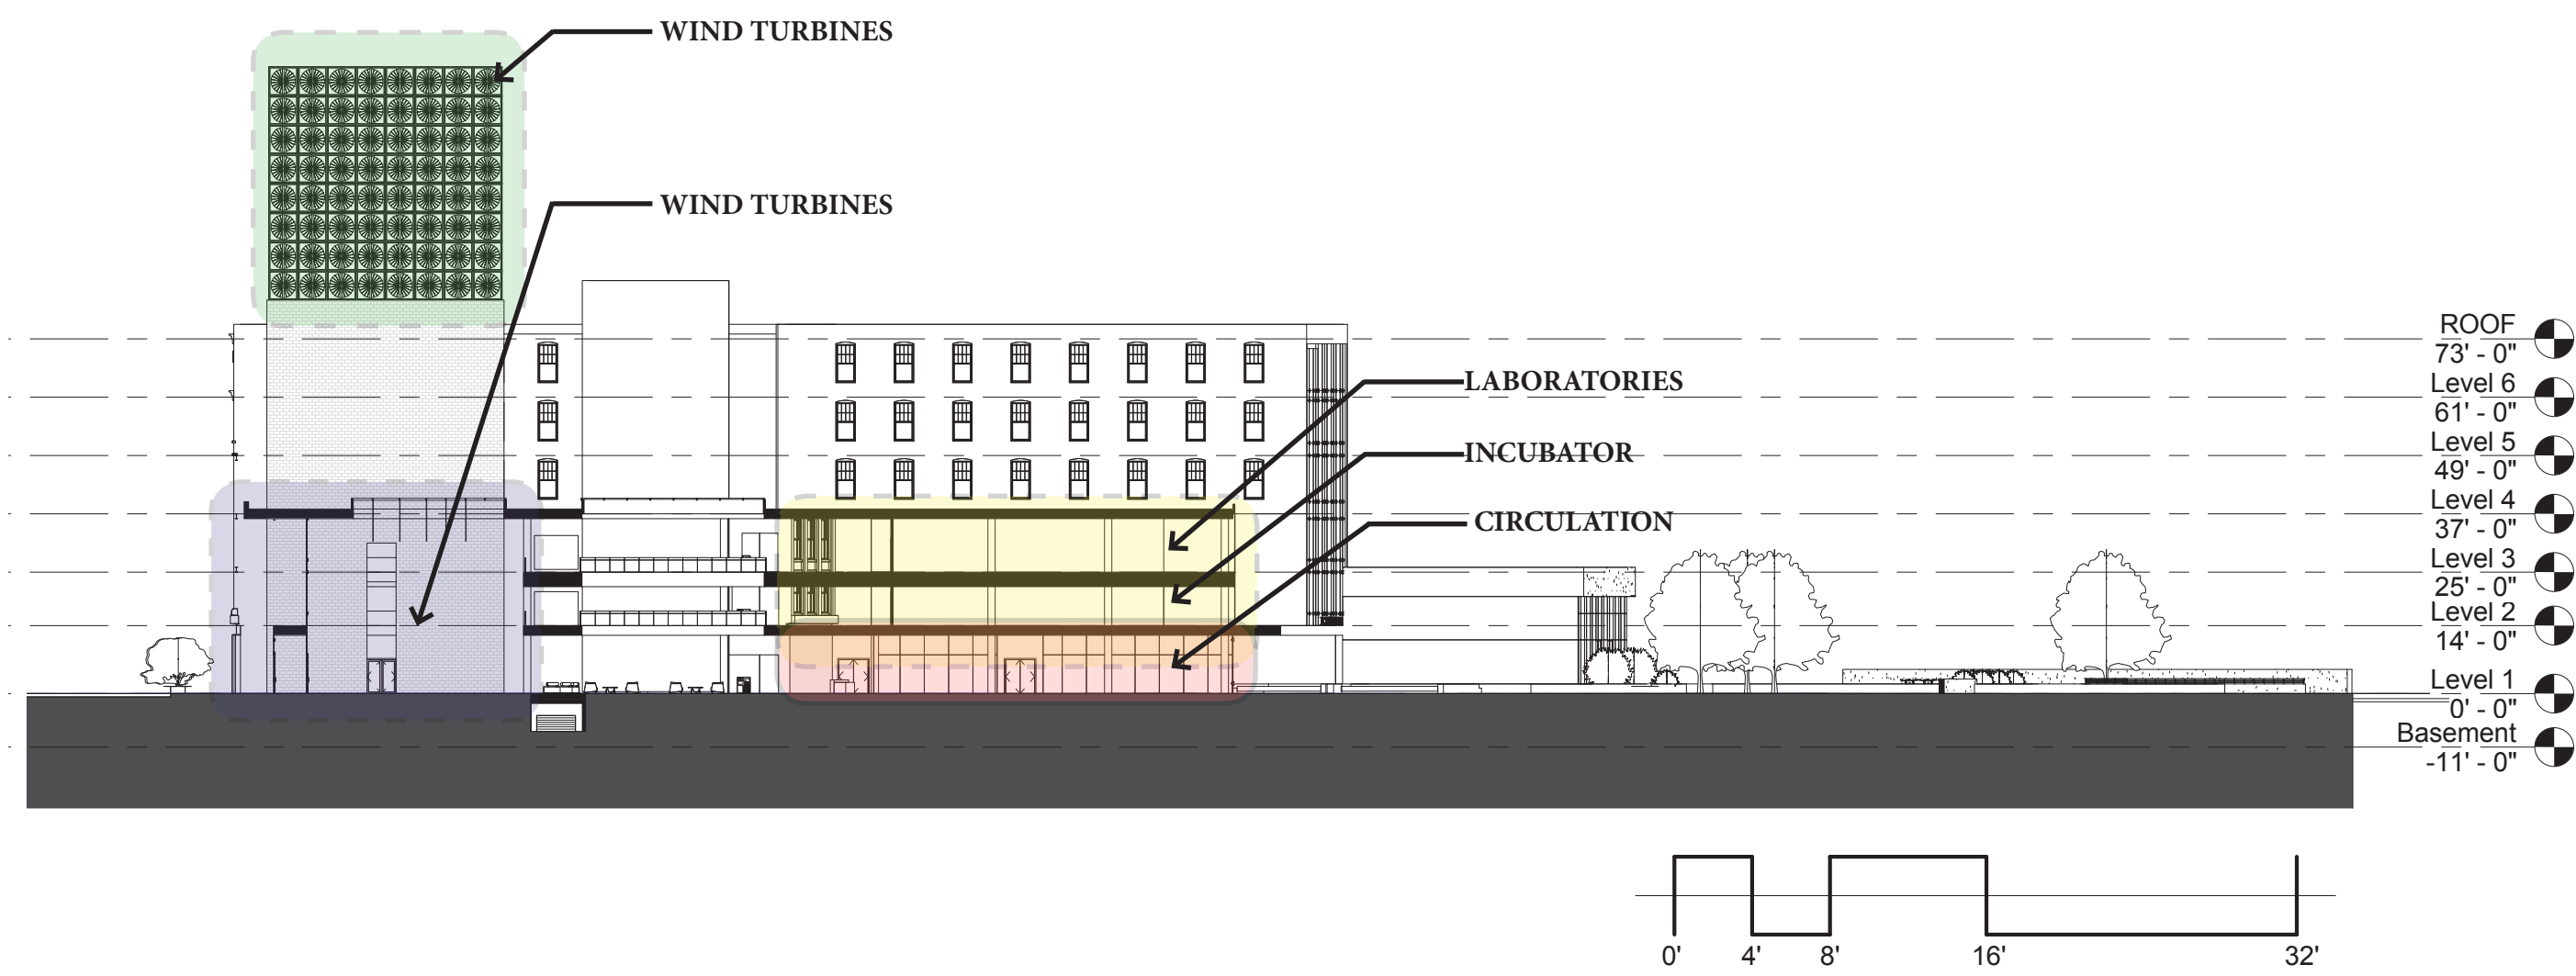 WIND TURBINES
WIND TURBINES
LABORATORIES
INCUBATOR
CIRCULATION
ROOF
73' - 0"
Level 6
61' - 0"
Level 5
49' - 0"
Level 4
37' - 0"
Level 3
25' - 0"
Level 2
14' - 0"
Level 1
0' - 0"
Basement
-11' - 0"
0' 4' 8' 16' 32'